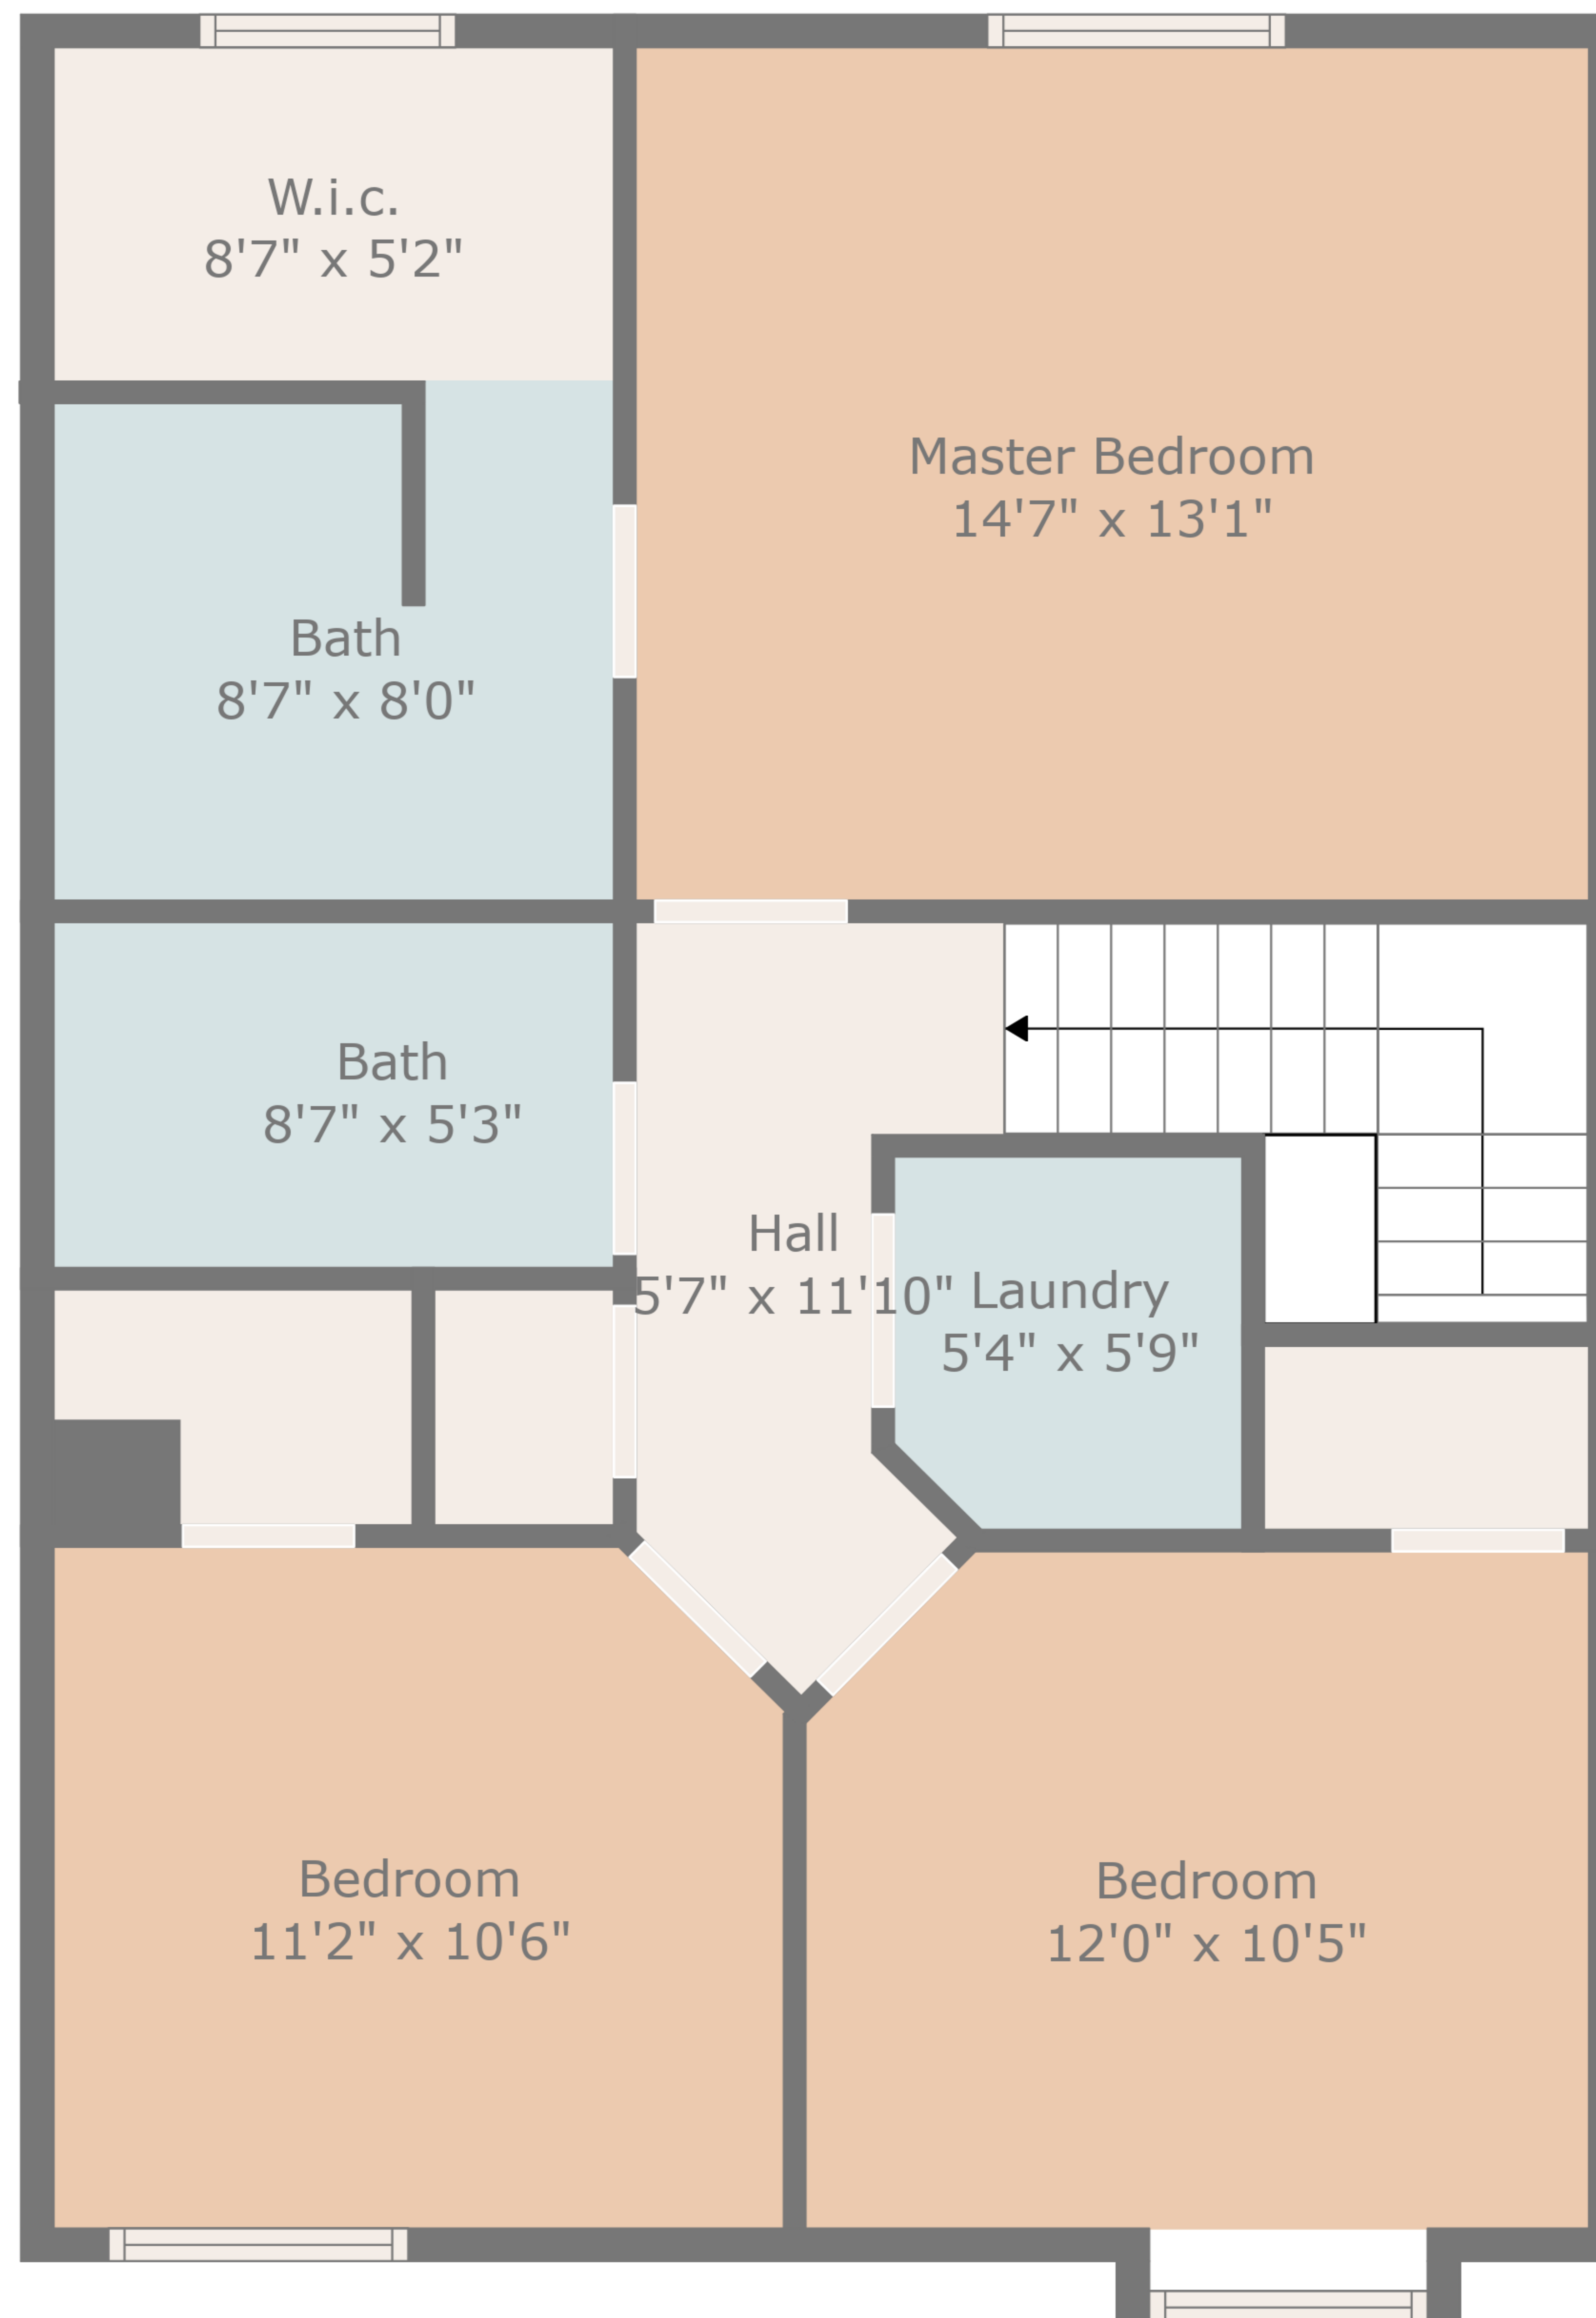 W.i.c.
8'7" x 5'2"
Master Bedroom
14'7" x 13'1"
Bath
8'7" x 8'0"
Bath
8'7" x 5'3"
Hall
5'7" x 11'10"
Laundry
5'4" x 5'9"
Bedroom
11'2" x 10'6"
Bedroom
12'0" x 10'5"